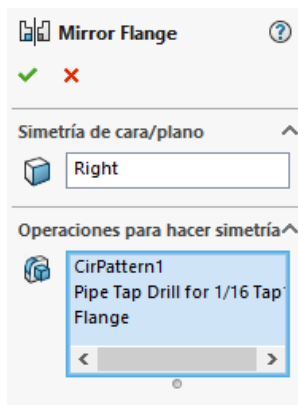 Mirror Flange
Simetría de cara/plano
Right
Operaciones para hacer simetría
CirPattern1
Pipe Tap Drill for 1/16 Tap
Flange